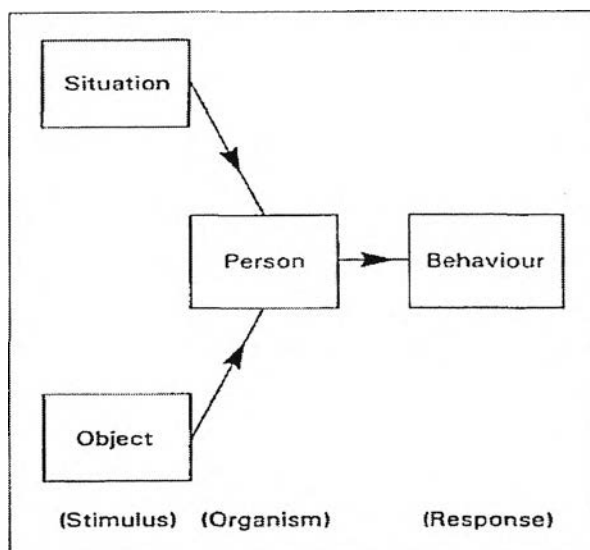 Situation
Person
Behaviour
Object
(Stimulus) (Organism) (Response)